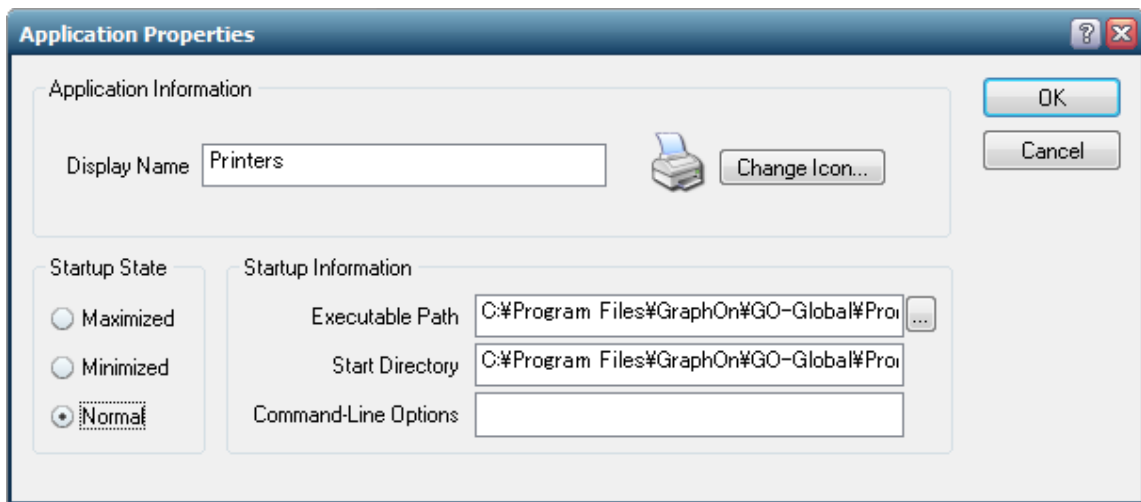 Application Properties
Application Information
OK
Display Name Printers
Change Icon...
Cancel
Startup State
Startup Information
Maximized
Executable Path C:¥Program Files¥GraphOn¥GO-Global¥Pro
...
Minimized
Start Directory C:¥Program Files¥GraphOn¥GO-Global¥Pro
Normal
Command-Line Options